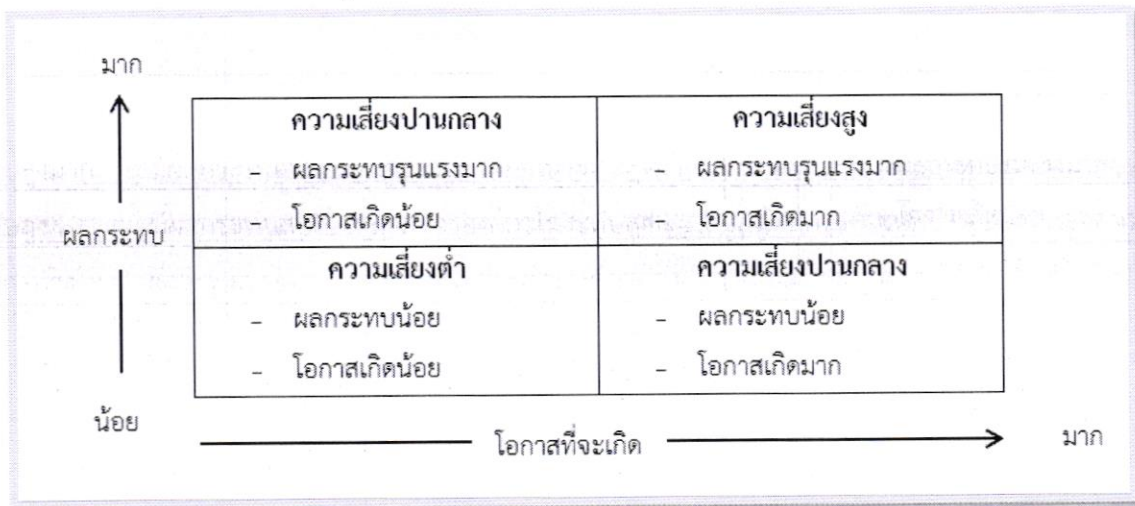 มาก
ความเสี่ยงปานกลาง ความเสี่ยงสูง
- ผลกระทบรุนแรงมาก - ผลกระทบรุนแรงมาก
- โอกาสเกิดน้อย - โอกาสเกิดมาก
ผลกระทบ
ความเสี่ยงต่ำ ความเสี่ยงปานกลาง
- ผลกระทบน้อย - ผลกระทบน้อย
- โอกาสเกิดน้อย - โอกาสเกิดมาก
น้อย
โอกาสที่จะเกิด มาก